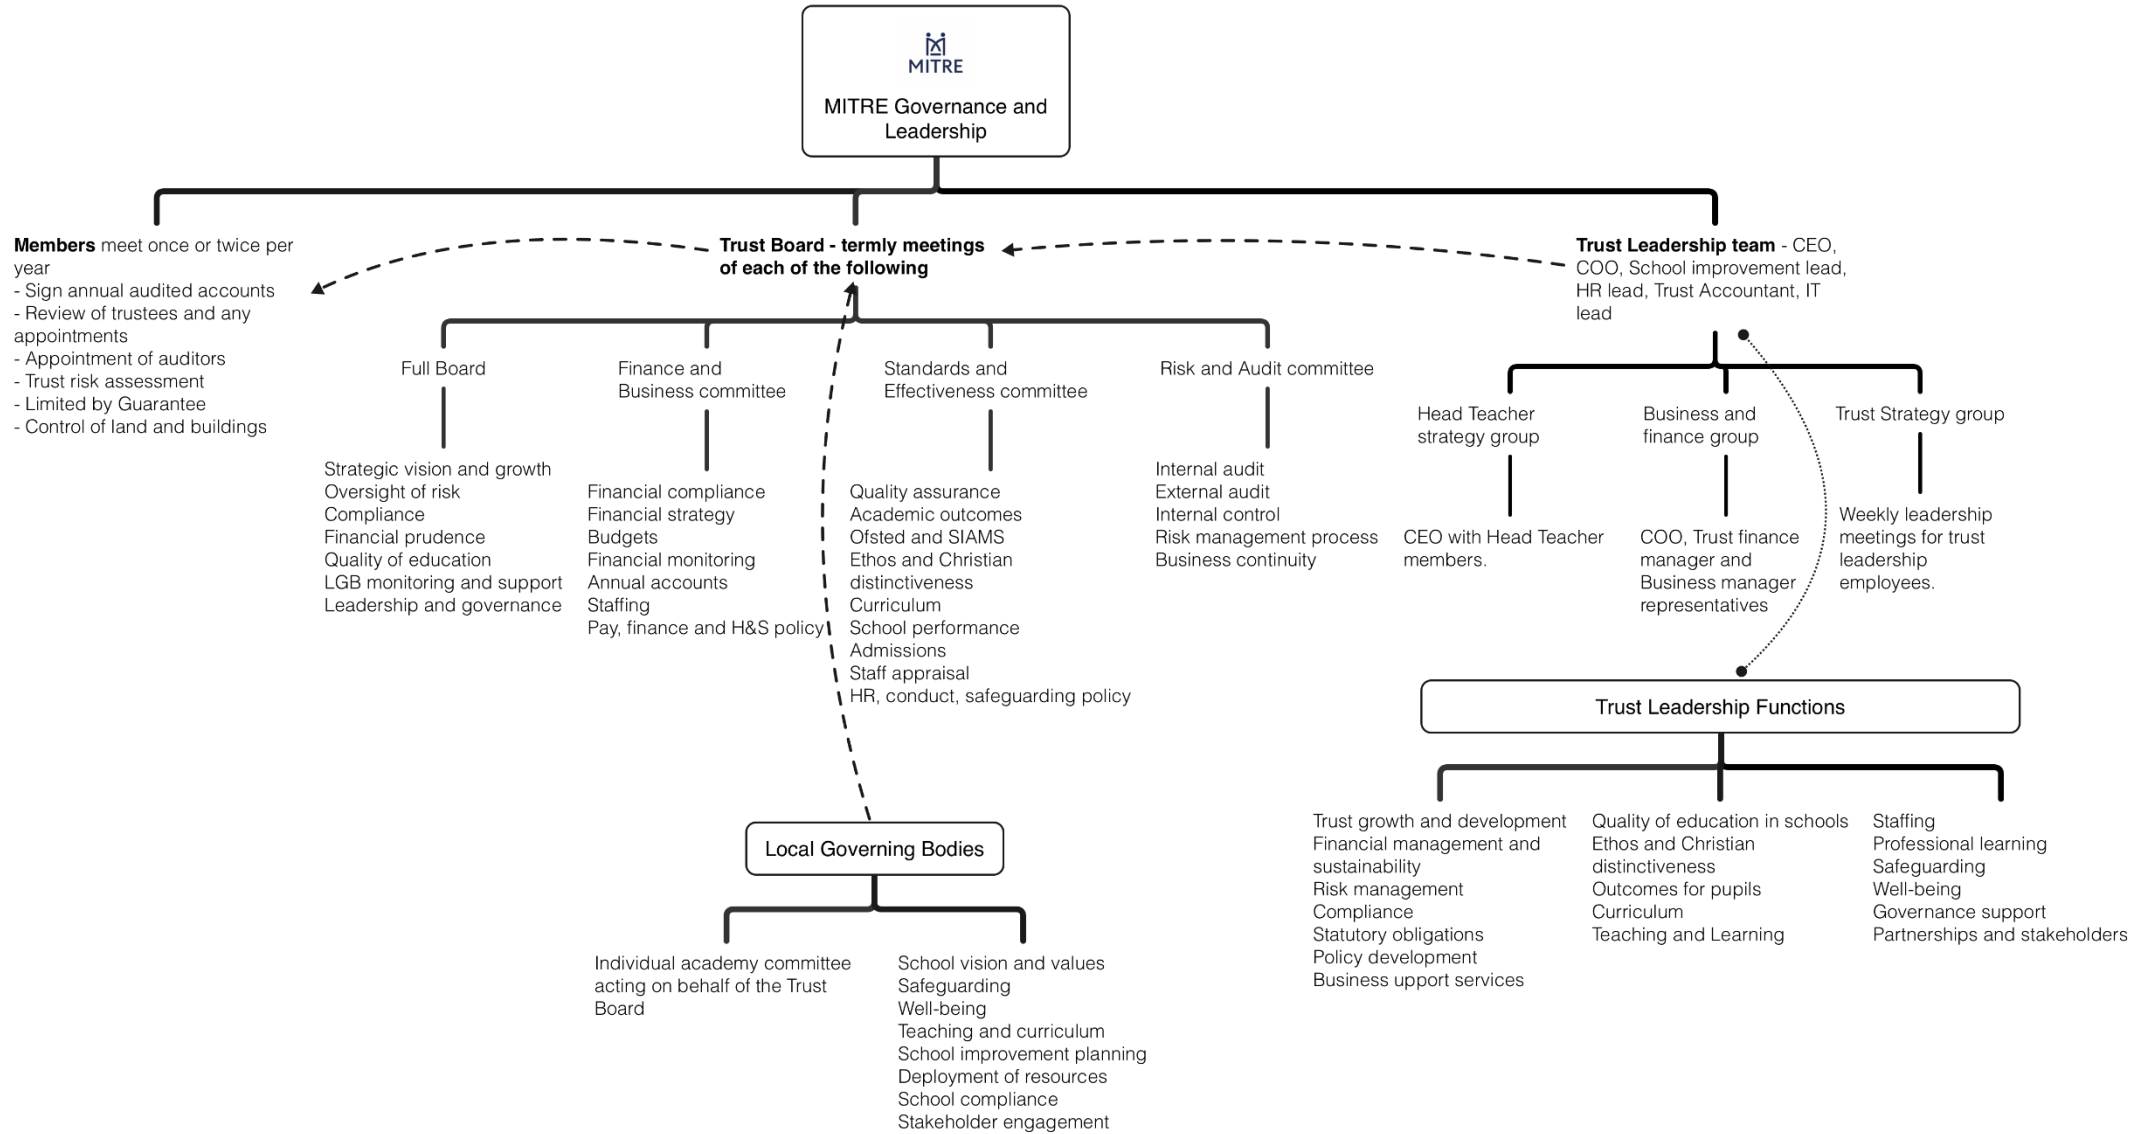 MITRE
MITRE Governance and
Leadership
Members meet once or twice per
year
- Sign annual audited accounts
- Review of trustees and any
appointments
- Appointment of auditors
- Trust risk assessment
- Limited by Guarantee
- Control of land and buildings
Trust Board - termly meetings
of each of the following
Trust Leadership team - CEO,
COO, School improvement lead,
HR lead, Trust Accountant, IT
lead
Full Board
Strategic vision and growth
Oversight of risk
Compliance
Financial prudence
Quality of education
LGB monitoring and support
Leadership and governance
Finance and
Business committee
Financial compliance
Financial strategy
Budgets
Financial monitoring
Annual accounts
Staffing
Pay, finance and H&S policy
Standards and
Effectiveness committee
Quality assurance
Academic outcomes
Ofsted and SIAMS
Ethos and Christian
distinctiveness
Curriculum
School performance
Admissions
Staff appraisal
HR, conduct, safeguarding policy
Risk and Audit committee
Internal audit
External audit
Internal control
Risk management process
Business continuity
Head Teacher
strategy group
CEO with Head Teacher
members.
Business and
finance group
COO, Trust finance
manager and
Business manager
representatives
Trust Strategy group
Weekly leadership
meetings for trust
leadership
employees.
Trust Leadership Functions
Trust growth and development
Financial management and
sustainability
Risk management
Compliance
Statutory obligations
Policy development
Business upport services
Quality of education in schools
Ethos and Christian
distinctiveness
Outcomes for pupils
Curriculum
Teaching and Learning
Staffing
Professional learning
Safeguarding
Well-being
Governance support
Partnerships and stakeholders
Local Governing Bodies
Individual academy committee
acting on behalf of the Trust
Board
School vision and values
Safeguarding
Well-being
Teaching and curriculum
School improvement planning
Deployment of resources
School compliance
Stakeholder engagement